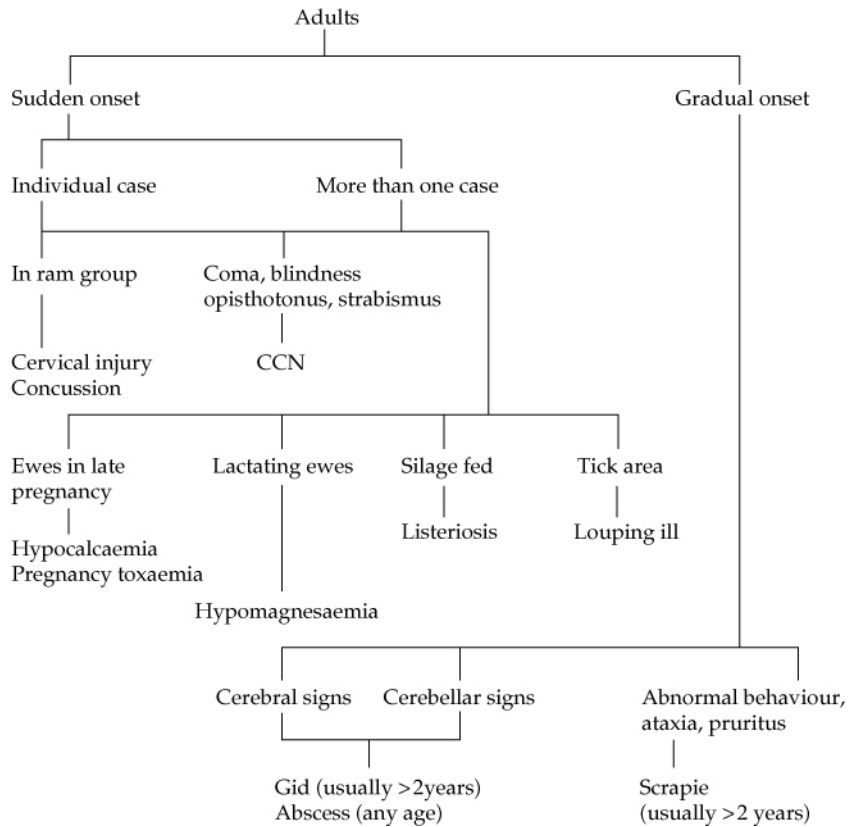 Adults
Sudden onset
Gradual onset
Individual case
More than one case
In ram group
Coma, blindness
opisthotonus, strabismus
Cervical injury
Concussion
CCN
Ewes in late
pregnancy
Lactating ewes
Silage fed
Tick area
Hypocalcaemia
Pregnancy toxaemia
Listeriosis
Louping ill
Hypomagnesaemia
Cerebral signs
Cerebellar signs
Abnormal behaviour,
ataxia, pruritus
Gid (usually >2years)
Abscess (any age)
Scrapie
(usually >2 years)